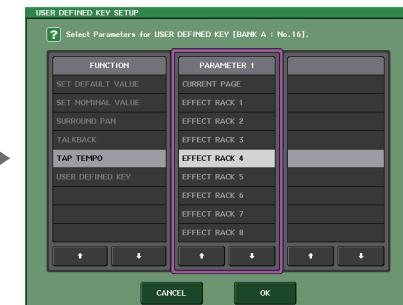 USER DEFINED KEY SETUP
? Select Parameters for USER DEFINED KEY [BANK A : No.16].
FUNCTION
SET DEFAULT VALUE
SET NOMINAL VALUE
SURROUND PAN
TALKBACK
TAP TEMPO
USER DEFINED KEY
PARAMETER 1
CURRENT PAGE
EFFECT RACK 1
EFFECT RACK 2
EFFECT RACK 3
EFFECT RACK 4
EFFECT RACK 5
EFFECT RACK 6
EFFECT RACK 7
EFFECT RACK 8
CANCEL
OK